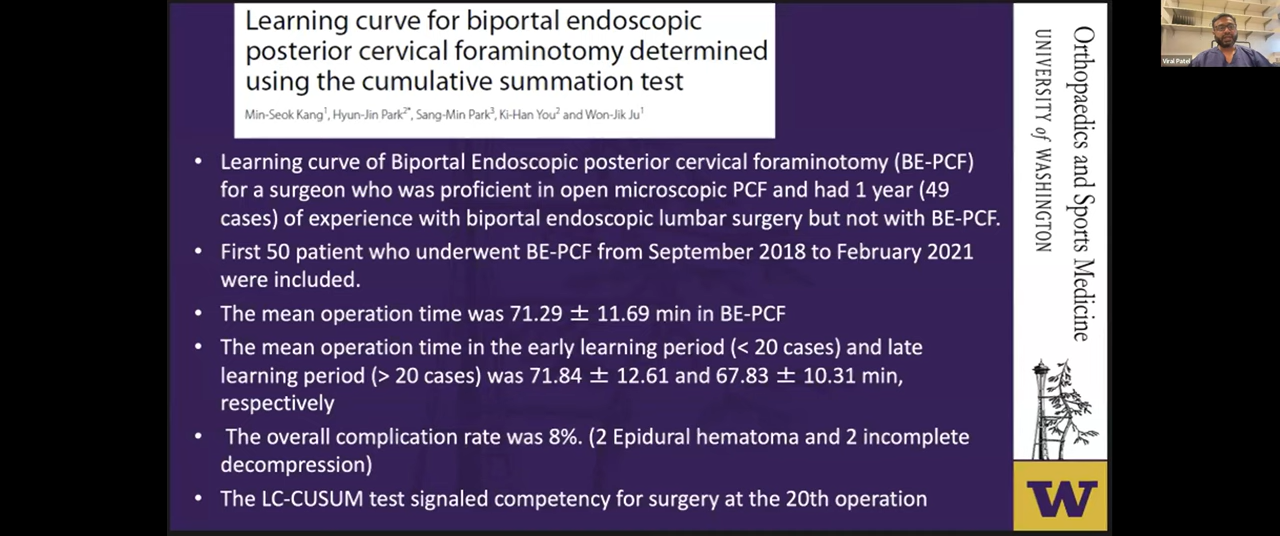 Learning curve for biportal endoscopic
posterior cervical foraminotomy determined
using the cumulative summation test
Min-Seok Kang1, Hyun-Jin Park2*, Sang-Min Park3, Ki-Han You2 and Won-Jik Ju1
• Learning curve of Biportal Endoscopic posterior cervical foraminotomy (BE-PCF)
for a surgeon who was proficient in open microscopic PCF and had 1 year (49
cases) of experience with biportal endoscopic lumbar surgery but not with BE-PCF.
• First 50 patient who underwent BE-PCF from September 2018 to February 2021
were included.
• The mean operation time was 71.29 ± 11.69 min in BE-PCF
• The mean operation time in the early learning period (< 20 cases) and late
learning period (> 20 cases) was 71.84 ± 12.61 and 67.83 ± 10.31 min,
respectively
• The overall complication rate was 8%. (2 Epidural hematoma and 2 incomplete
decompression)
• The LC-CUSUM test signaled competency for surgery at the 20th operation
Orthopaedics and Sports Medicine
UNIVERSITY of WASHINGTON
W
Viral Patel